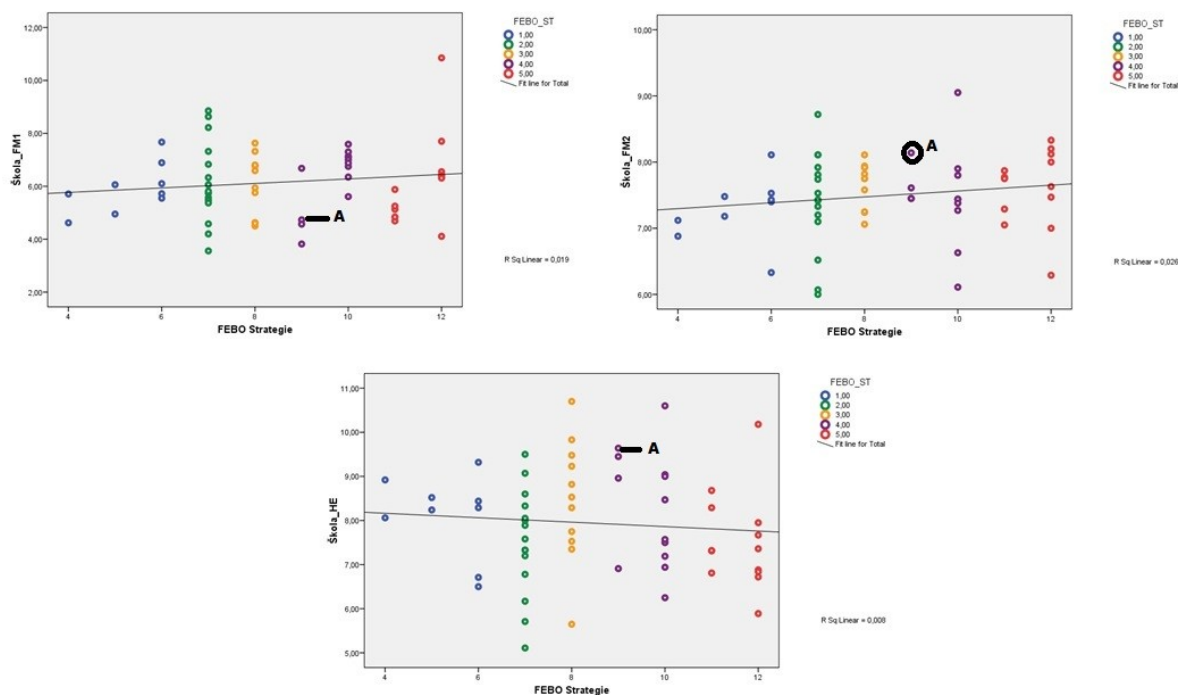 Škola_FM1
12,00
10,00
8,00
6,00
4,00
2,00
4 6 8 10 12
FEBO Strategie
FEBO_ST
1,00
2,00
3,00
4,00
5,00
Fit line for Total
R Sq Linear = 0,019
A
Škola_FM2
10,00
9,00
8,00
7,00
6,00
4 6 8 10 12
FEBO Strategie
FEBO_ST
1,00
2,00
3,00
4,00
5,00
Fit line for Total
R Sq Linear = 0,026
A
Škola_HE
11,00
10,00
9,00
8,00
7,00
6,00
5,00
4 6 8 10 12
FEBO Strategie
FEBO_ST
1,00
2,00
3,00
4,00
5,00
Fit line for Total
R Sq Linear = 0,008
A